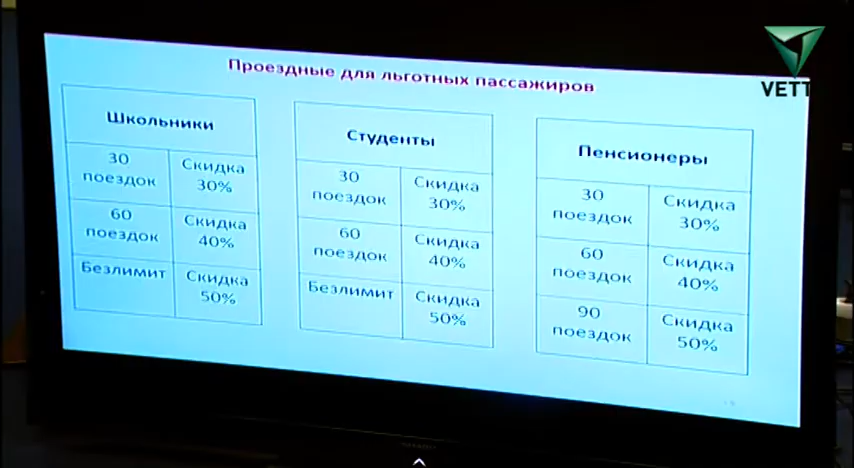 Проездные для льготных пассажиров
VETT
Школьники
30
поездок
Скидка
30%
60
поездок
Скидка
40%
Безлимит
Скидка
50%
Студенты
30
поездок
Скидка
30%
60
поездок
Скидка
40%
Безлимит
Скидка
50%
Пенсионеры
30
поездок
Скидка
30%
60
поездок
Скидка
40%
90
поездок
Скидка
50%